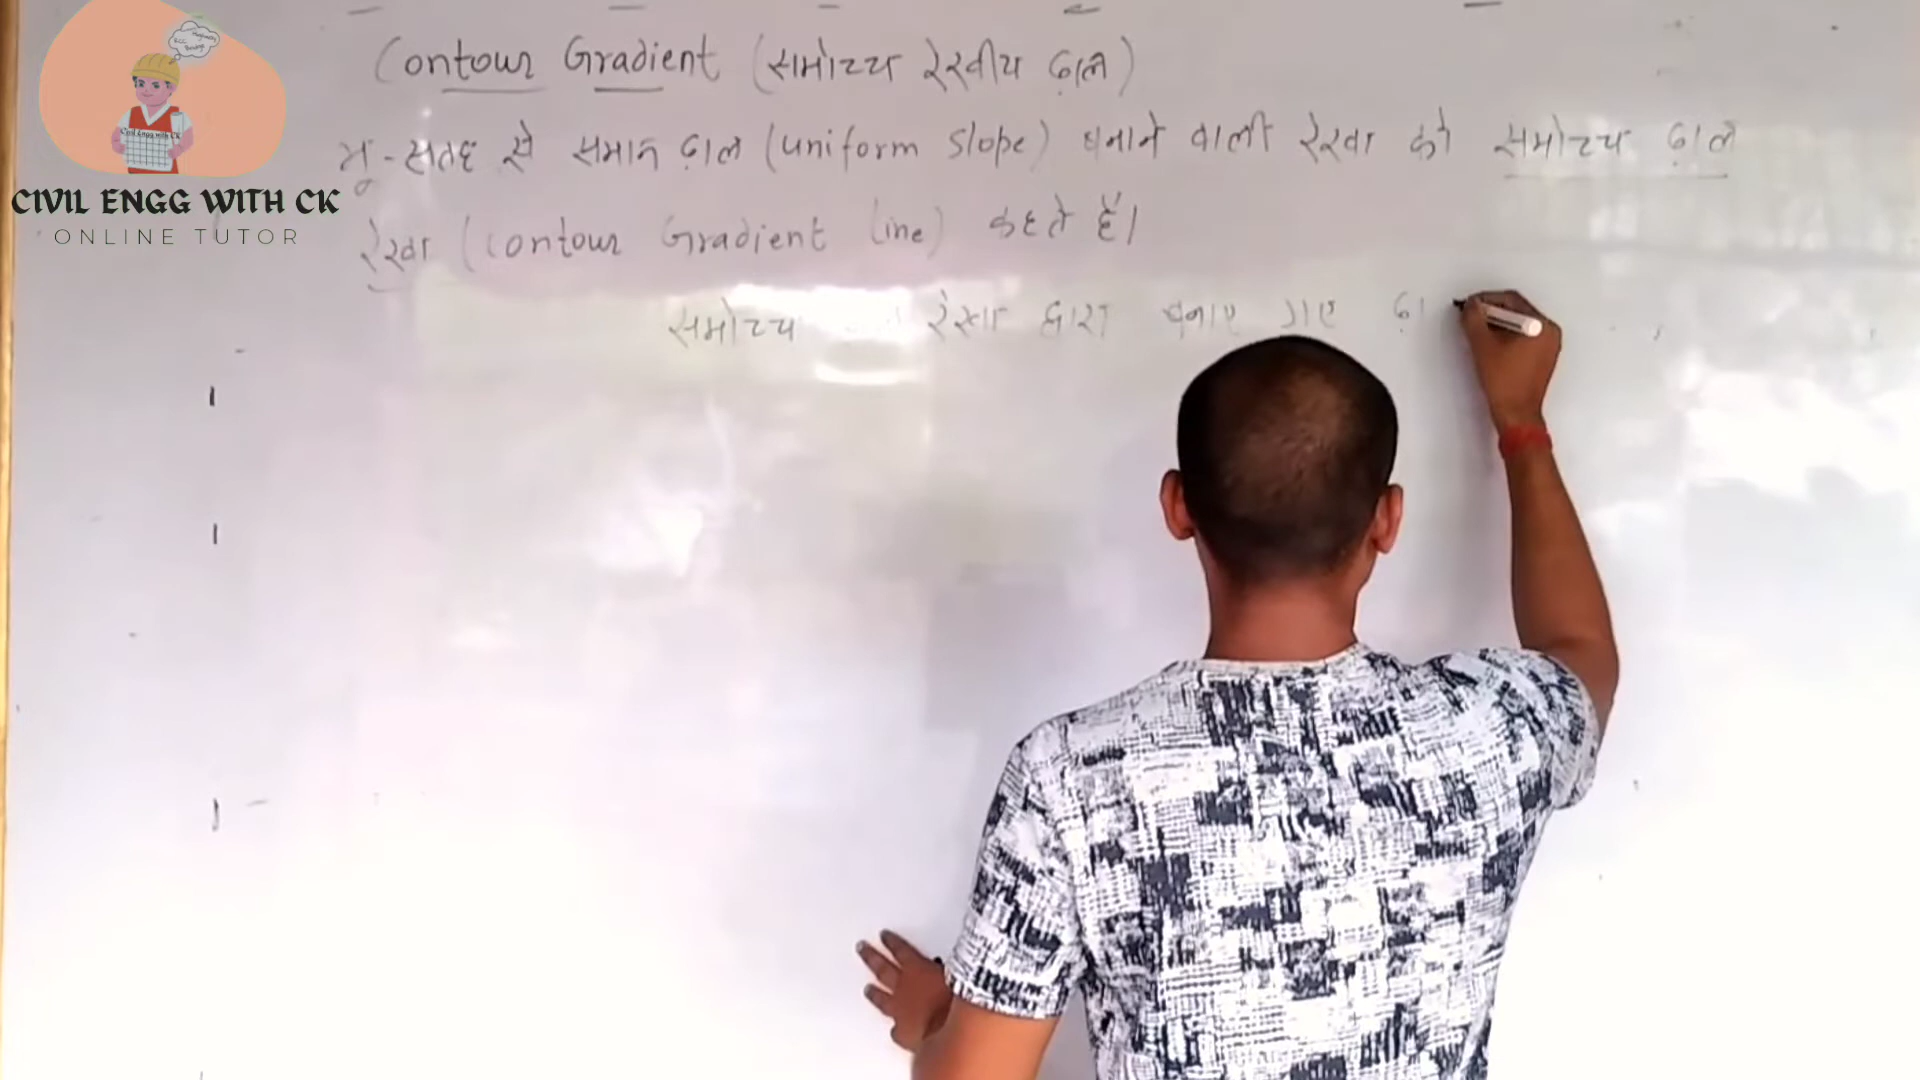 CIVIL ENGG WITH CK
ONLINE TUTOR
Contour Gradient (समोच्य रेखीय ढ़ाल)
भू-सतह से समान ढ़ाल (uniform slope) बनाने वाली रेखा को समोच्य ढ़ाल
रेखा (Contour Gradient line) कहते हैं।
समोच्य रेखा द्वारा बनाए गए ढ़ा